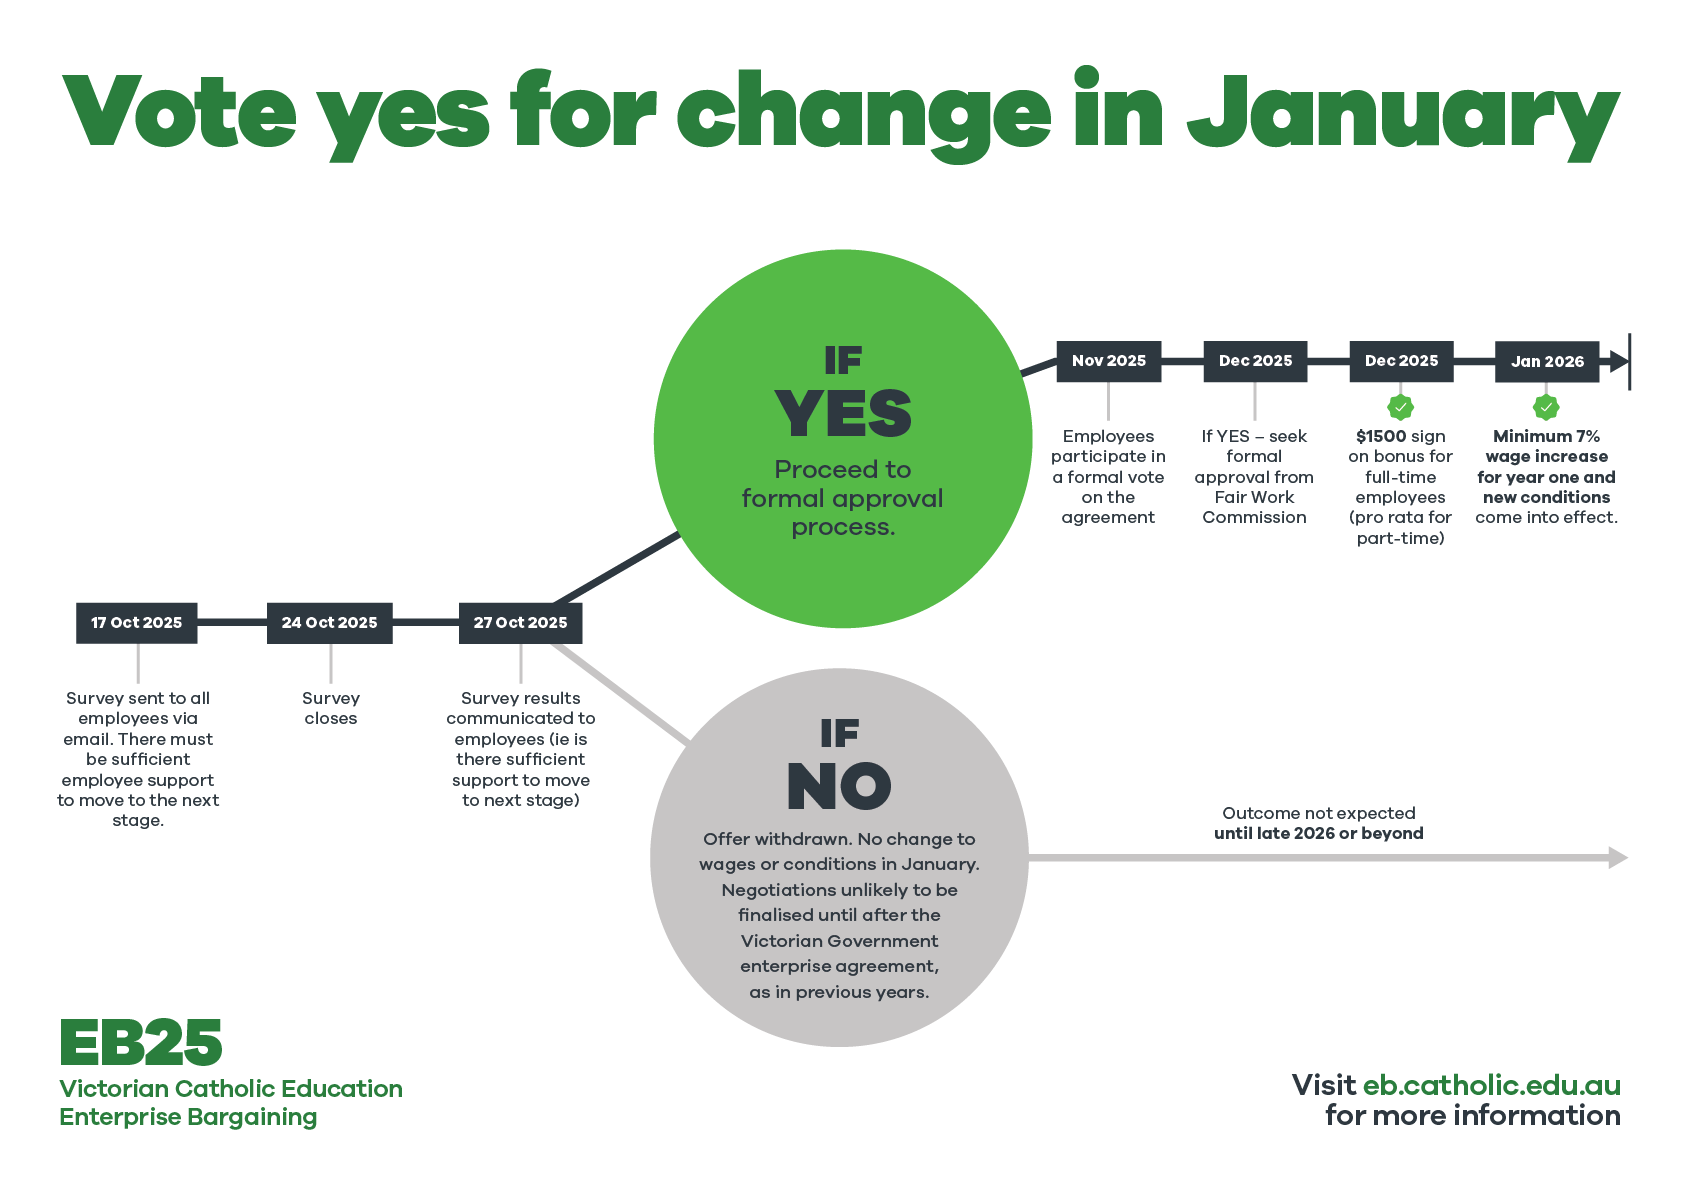 Vote yes for change in January
IF
YES
Proceed to
formal approval
process.
Nov 2025
Employees
participate in
a formal vote
on the
agreement
Dec 2025
If YES – seek
formal
approval from
Fair Work
Commission
Dec 2025
$1500 sign
on bonus for
full-time
employees
(pro rata for
part-time)
Jan 2026
Minimum 7%
wage increase
for year one and
new conditions
come into effect.
17 Oct 2025
Survey sent to all
employees via
email. There must
be sufficient
employee support
to move to the next
stage.
24 Oct 2025
Survey
closes
27 Oct 2025
Survey results
communicated to
employees (ie is
there sufficient
support to move
to next stage)
IF
NO
Offer withdrawn. No change to
wages or conditions in January.
Negotiations unlikely to be
finalised until after the
Victorian Government
enterprise agreement,
as in previous years.
Outcome not expected
until late 2026 or beyond
EB25
Victorian Catholic Education
Enterprise Bargaining
Visit eb.catholic.edu.au
for more information